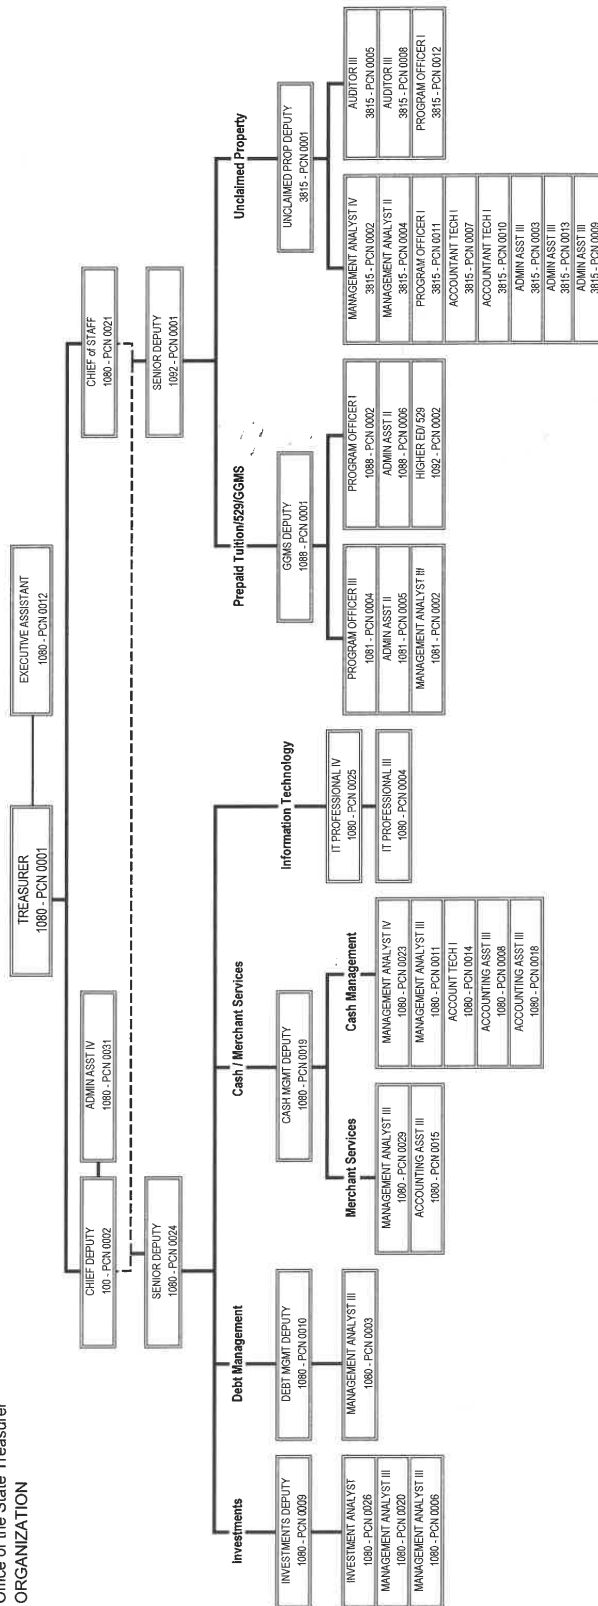 Office of the State Treasurer
ORGANIZATION
TREASURER
1080 - PCN 0001
EXECUTIVE ASSISTANT
1080 - PCN 0012
CHIEF DEPUTY
100 - PCN 0002
ADMIN ASST IV
1080 - PCN 0031
CHIEF of STAFF
1080 - PCN 0021
SENIOR DEPUTY
1080 - PCN 0024
SENIOR DEPUTY
1092 - PCN 0001
Investments
Debt Management
Cash / Merchant Services
Information Technology
Prepaid Tuition/529/GGMS
Unclaimed Property
INVESTMENTS DEPUTY
1080 - PCN 0009
INVESTMENT ANALYST
1080 - PCN 0026
MANAGEMENT ANALYST III
1080 - PCN 0020
MANAGEMENT ANALYST III
1080 - PCN 0006
DEBT MGMT DEPUTY
1080 - PCN 0010
MANAGEMENT ANALYST III
1080 - PCN 0003
CASH MGMT DEPUTY
1080 - PCN 0019
Merchant Services
MANAGEMENT ANALYST III
1080 - PCN 0029
ACCOUNTING ASST III
1080 - PCN 0015
Cash Management
MANAGEMENT ANALYST IV
1080 - PCN 0023
MANAGEMENT ANALYST III
1080 - PCN 0011
ACCOUNT TECH I
1080 - PCN 0014
ACCOUNTING ASST III
1080 - PCN 0008
ACCOUNTING ASST III
1080 - PCN 0018
IT PROFESSIONAL IV
1080 - PCN 0025
IT PROFESSIONAL III
1080 - PCN 0004
GGMS DEPUTY
1088 - PCN 0001
PROGRAM OFFICER III
1081 - PCN 0004
ADMIN ASST II
1081 - PCN 0005
MANAGEMENT ANALYST III
1081 - PCN 0002
PROGRAM OFFICER I
1088 - PCN 0002
ADMIN ASST II
1088 - PCN 0006
HIGHER ED/ 529
1092 - PCN 0002
UNCLAIMED PROP DEPUTY
3815 - PCN 0001
MANAGEMENT ANALYST IV
3815 - PCN 0002
MANAGEMENT ANALYST II
3815 - PCN 0004
PROGRAM OFFICER I
3815 - PCN 0011
ACCOUNTANT TECH I
3815 - PCN 0007
ACCOUNTANT TECH I
3815 - PCN 0010
ADMIN ASST III
3815 - PCN 0003
ADMIN ASST III
3815 - PCN 0013
ADMIN ASST III
3815 - PCN 0009
AUDITOR III
3815 - PCN 0005
AUDITOR III
3815 - PCN 0008
PROGRAM OFFICER I
3815 - PCN 0012